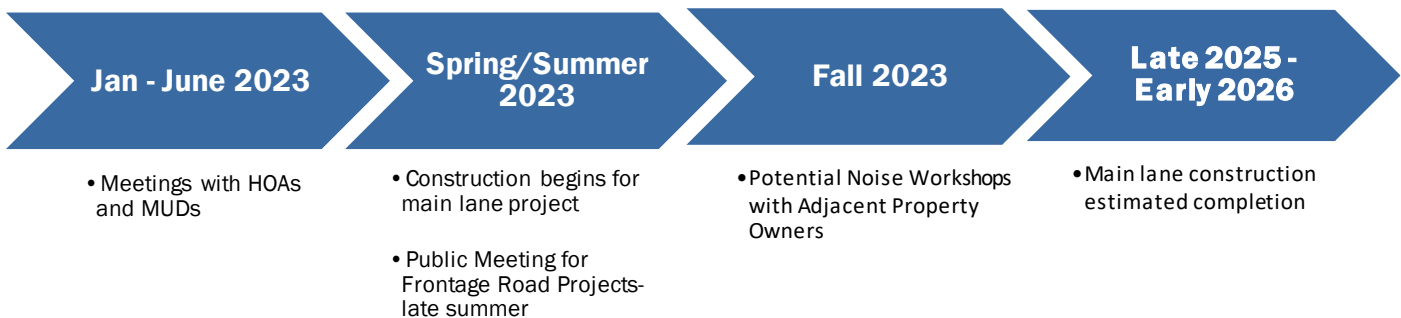 Jan - June 2023
• Meetings with HOAs
and MUDs
Spring/Summer
2023
• Construction begins for
main lane project
• Public Meeting for
Frontage Road Projects-
late summer
Fall 2023
•Potential Noise Workshops
with Adjacent Property
Owners
Late 2025 -
Early 2026
•Main lane construction
estimated completion